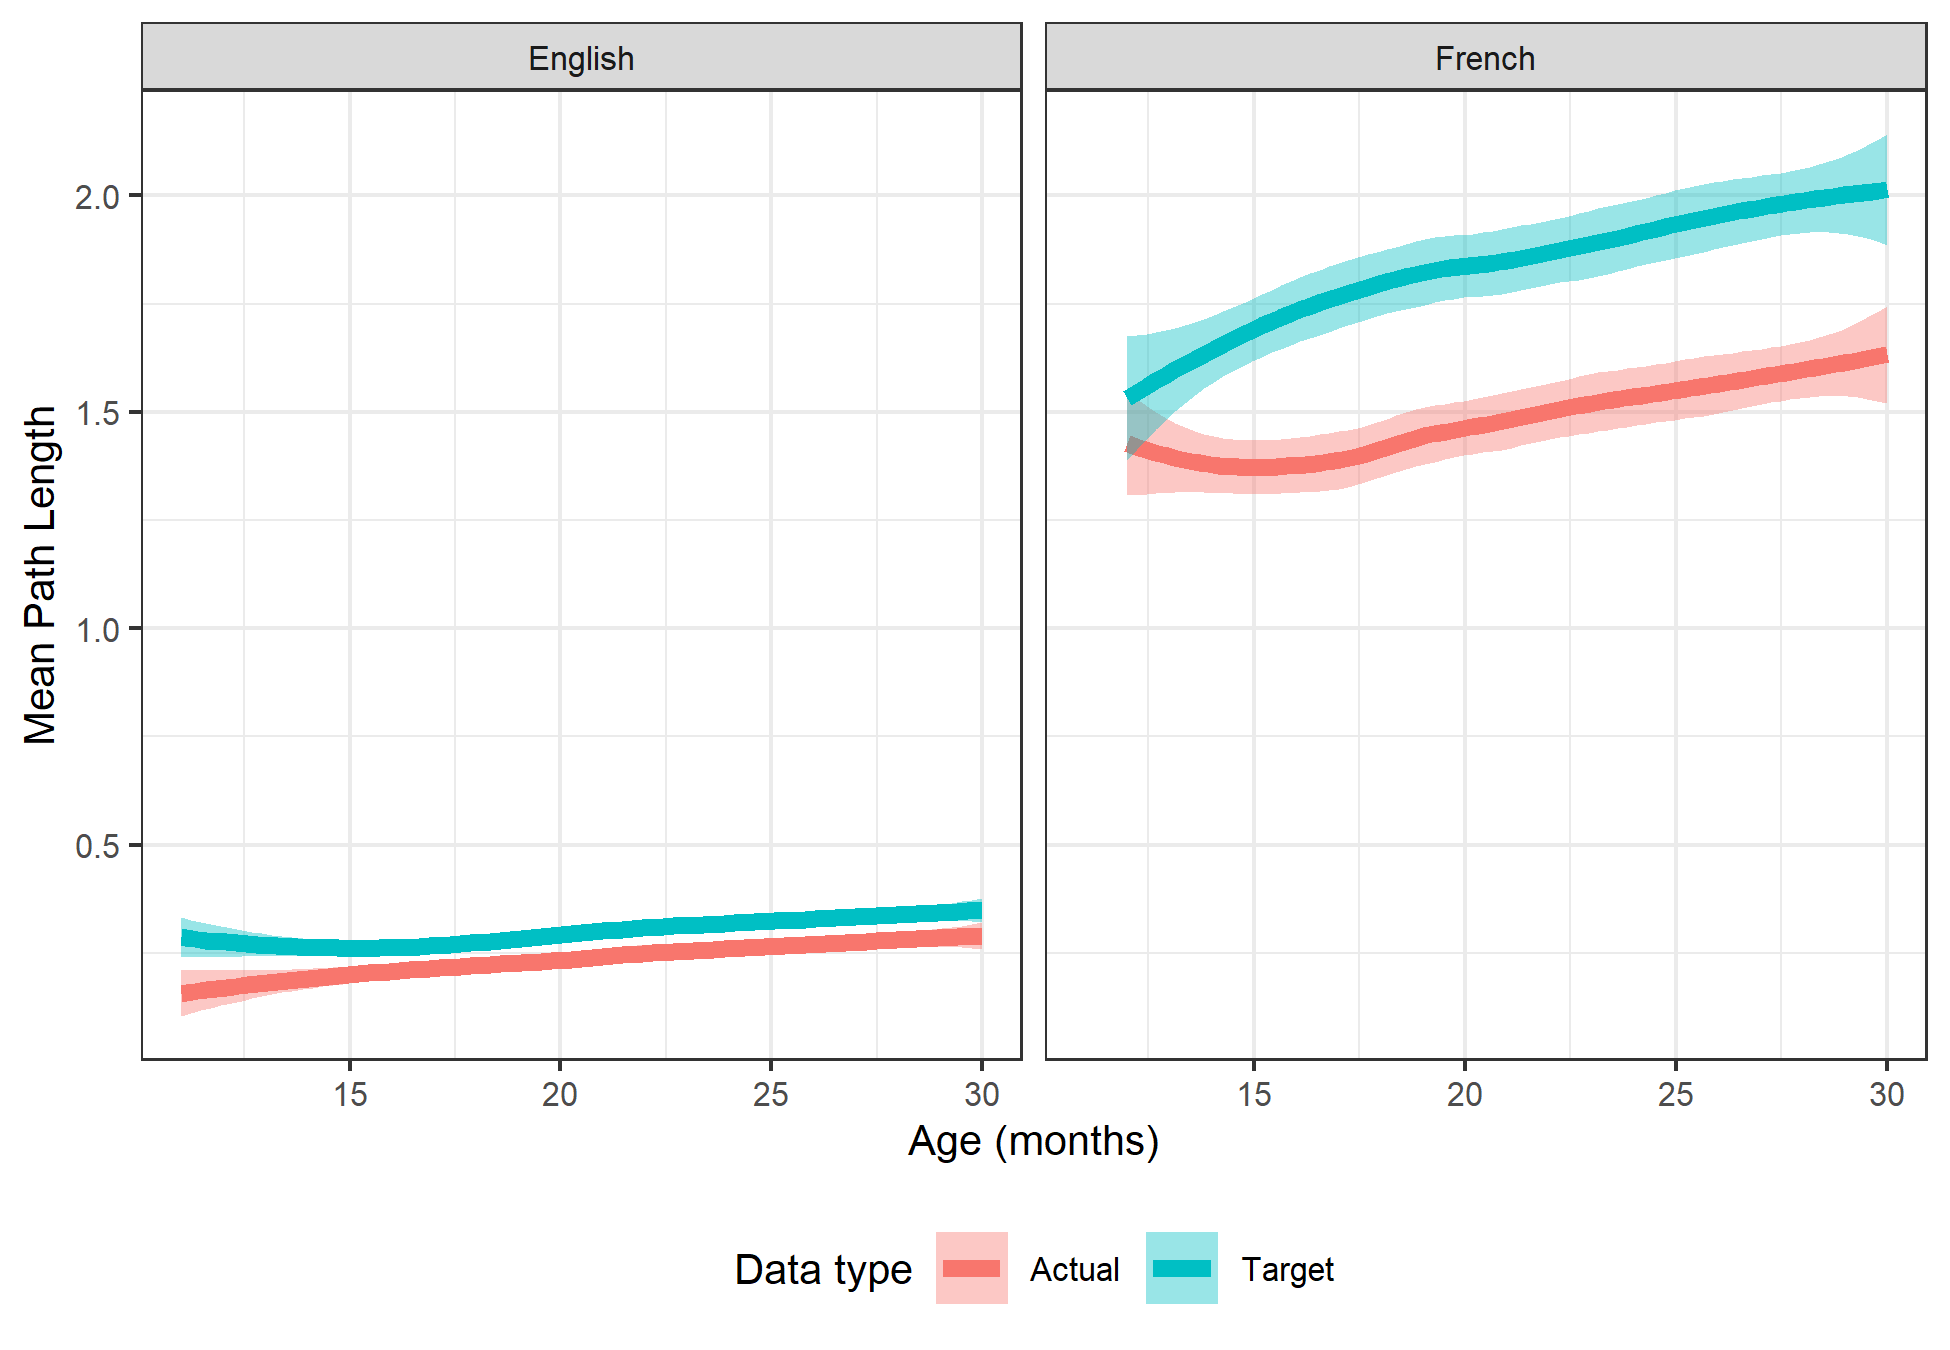 English
French
2.0
1.5
1.0
0.5
Mean Path Length
15 20 25 30
15 20 25 30
Age (months)
Data type Actual Target